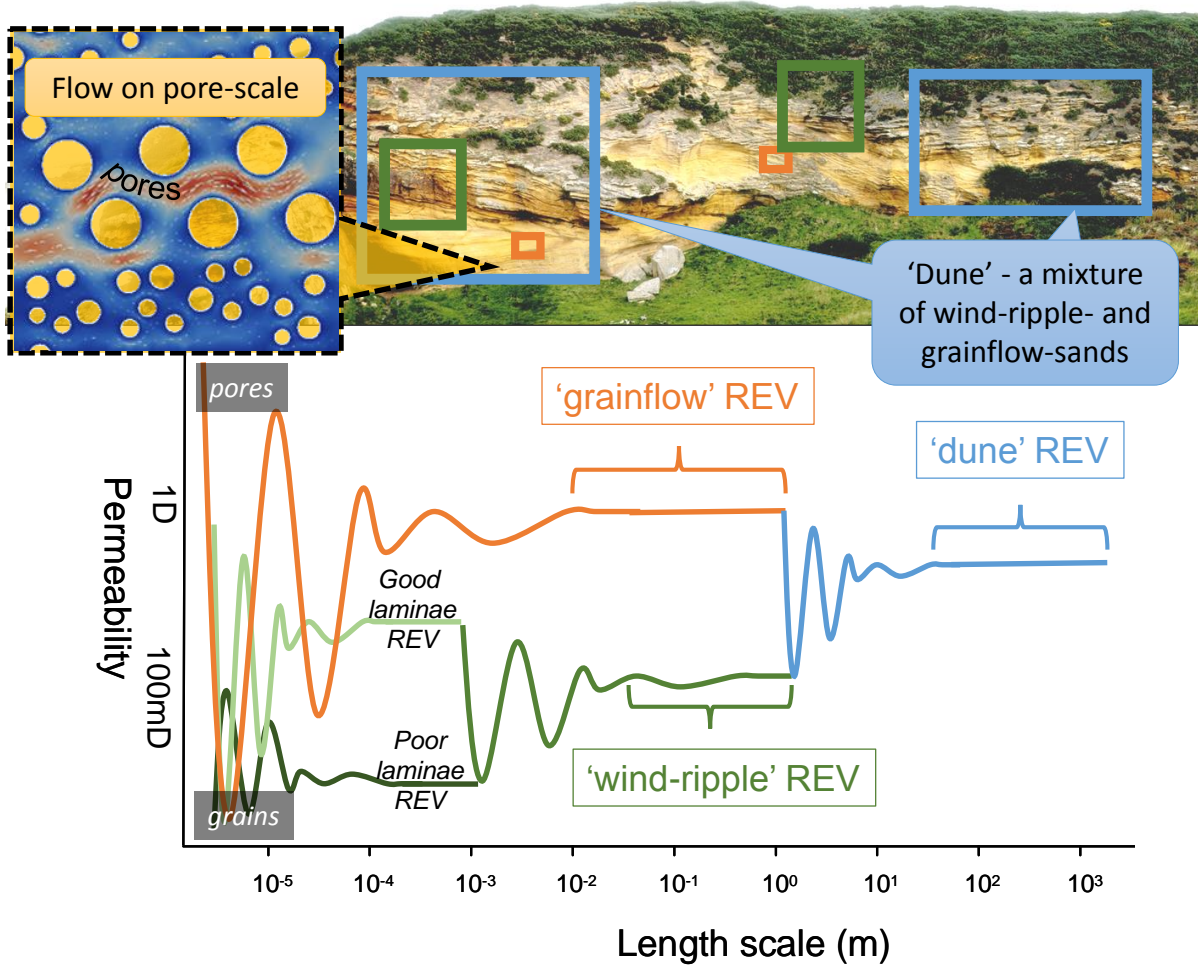 Flow on pore-scale
pores
‘Dune’ - a mixture
of wind-ripple- and
grainflow-sands
pores
‘grainflow’ REV
‘dune’ REV
Permeability
1D
100mD
Good
laminae
REV
Poor
laminae
REV
‘wind-ripple’ REV
grains
10-5
10-4
10-3
10-2
10-1
100
101
102
103
Length scale (m)